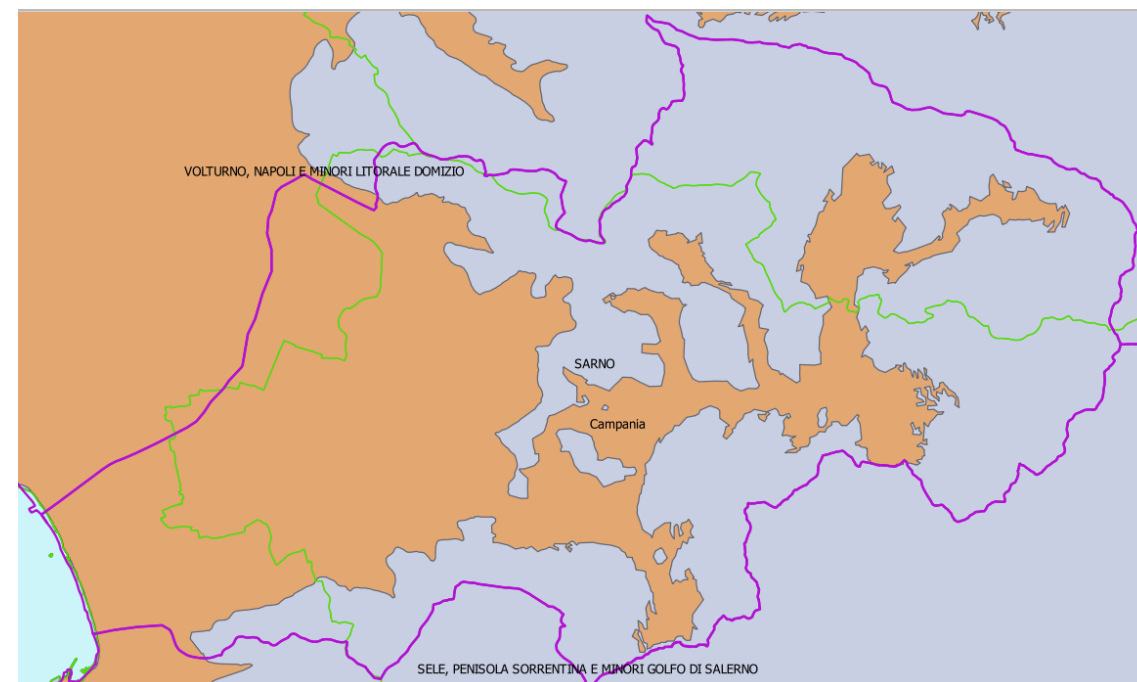 VOLTURNO, NAPOLI E MINORI LITORALE DOMIZIO
SARNO
Campania
SELE, PENISOLA SORRENTINA E MINORI GOLFO DI SALERNO